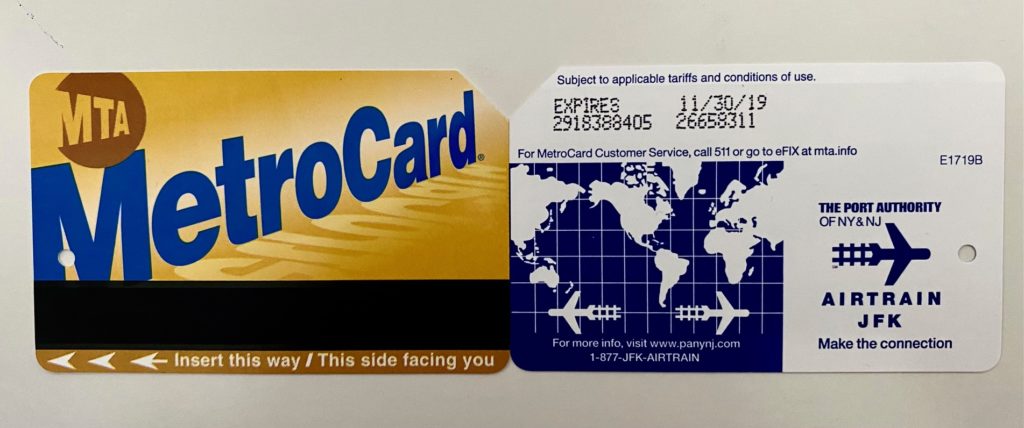 MTA
MetroCard®
Insert this way / This side facing you
Subject to applicable tariffs and conditions of use.
EXPIRES 11/30/19
2918388405 26658311
For MetroCard Customer Service, call 511 or go to eFIX at mta.info
E1719B
THE PORT AUTHORITY
OF NY & NJ
AIRTRAIN
JFK
Make the connection
For more info, visit www.panynj.com
1-877-JFK-AIRTRAIN